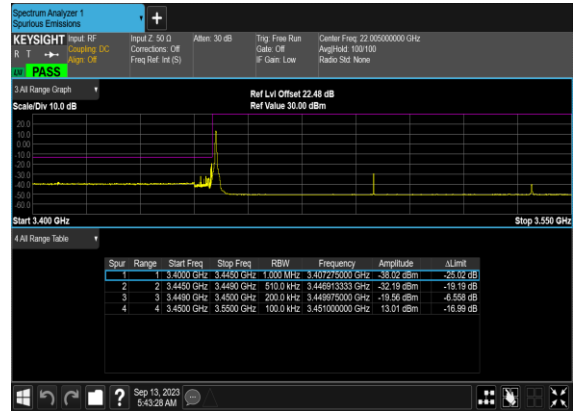 Spectrum Analyzer 1
Spurious Emissions
KEYSIGHT Input: RF Input Z: 50 Ω Atten: 30 dB Trig: Free Run Center Freq: 22.005000000 GHz
R T Coupling: DC Corrections: Off Gate: Off Avg|Hold: 100/100
Align: Off Freq Ref: Int (S) IF Gain: Low Radio Std: None
PASS
3 All Range Graph
Ref Lvl Offset 22.48 dB
Scale/Div 10.0 dB Ref Value 30.00 dBm
20.0
10.0
0.00
-10.0
-20.0
-30.0
-40.0
-50.0
-60.0
Start 3.400 GHz Stop 3.550 GHz
4 All Range Table
Spur Range Start Freq Stop Freq RBW Frequency Amplitude ΔLimit
1 1 3.4000 GHz 3.4450 GHz 1.000 MHz 3.407275000 GHz -38.02 dBm -25.02 dB
2 2 3.4450 GHz 3.4490 GHz 510.0 kHz 3.446913333 GHz -32.19 dBm -19.19 dB
3 3 3.4490 GHz 3.4500 GHz 200.0 kHz 3.449975000 GHz -19.56 dBm -6.558 dB
4 4 3.4500 GHz 3.5500 GHz 100.0 kHz 3.451000000 GHz 13.01 dBm -16.99 dB
Sep 13, 2023
5:43:28 AM